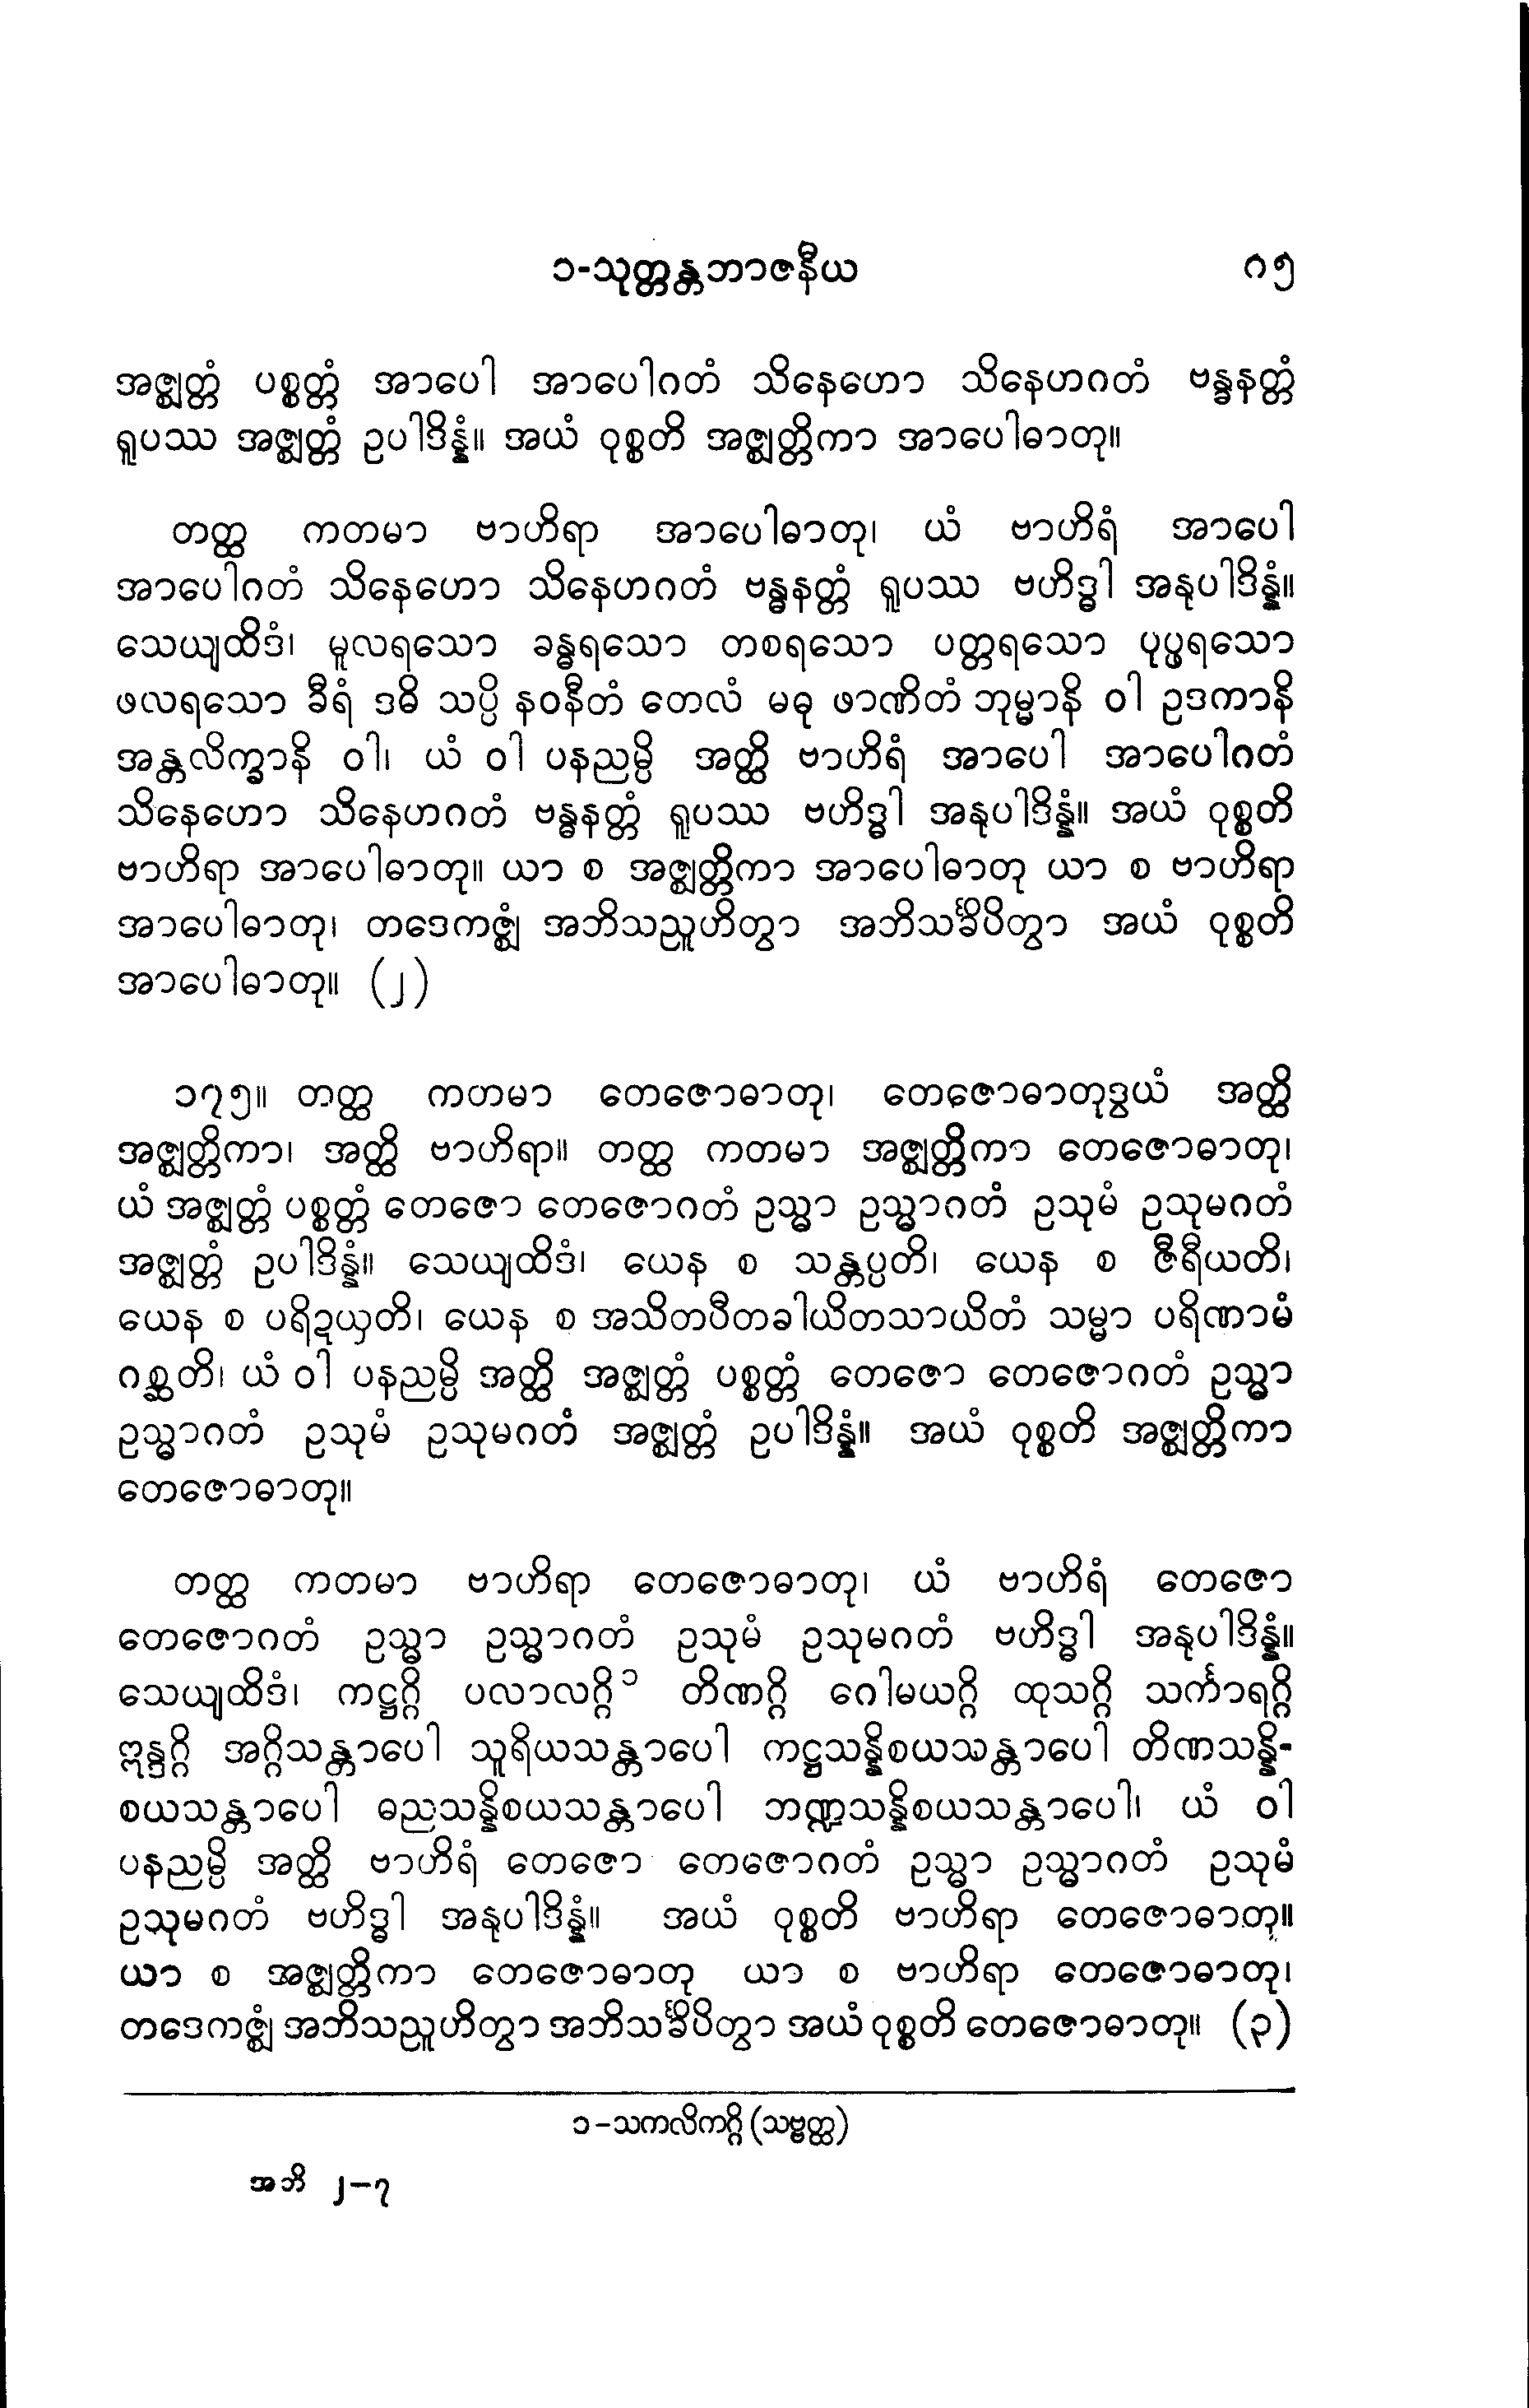 ၁-သုတ္တန္တဘာဇနီယ ၈၅
အဇ္ဈတ္တံ ပစ္စတ္တံ အာပေါ အာပေါဂတံ သိနေဟော သိနေဟဂတံ ဗန္ဓနတ္တံ
ရူပဿ အဇ္ဈတ္တံ ဥပါဒိန္နံ။ အယံ ဝုစ္စတိ အဇ္ဈတ္တိကာ အာပေါဓာတု။
တတ္ထ ကတမာ ဗာဟိရာ အာပေါဓာတု၊ ယံ ဗာဟိရံ အာပေါ
အာပေါဂတံ သိနေဟော သိနေဟဂတံ ဗန္ဓနတ္တံ ရူပဿ ဗဟိဒ္ဓါ အနုပါဒိန္နံ။
သေယျထိဒံ၊ မူလရသော ခန္ဓရသော တစရသော ပတ္တရသော ပုပ္ဖရသော
ဖလရသော ခီရံ ဒဓိ သပ္ပိ နဝနီတံ တေလံ မဓု ဖာဏိတံ ဘုမ္မာနိ ဝါ ဥဒကာနိ
အန္တလိက္ခာနိ ဝါ၊ ယံ ဝါ ပနညမ္ပိ အတ္ထိ ဗာဟိရံ အာပေါ အာပေါဂတံ
သိနေဟော သိနေဟဂတံ ဗန္ဓနတ္တံ ရူပဿ ဗဟိဒ္ဓါ အနုပါဒိန္နံ။ အယံ ဝုစ္စတိ
ဗာဟိရာ အာပေါဓာတု။ ယာ စ အဇ္ဈတ္တိကာ အာပေါဓာတု ယာ စ ဗာဟိရာ
အာပေါဓာတု၊ တဒေကဇ္ဈံ အဘိသညူဟိတွာ အဘိသင်္ခိပိတွာ အယံ ဝုစ္စတိ
အာပေါဓာတု။ (၂)
၁၇၅။ တတ္ထ ကတမာ တေဇောဓာတု၊ တေဇောဓာတုဒွယံ အတ္ထိ
အဇ္ဈတ္တိကာ၊ အတ္ထိ ဗာဟိရာ။ တတ္ထ ကတမာ အဇ္ဈတ္တိကာ တေဇောဓာတု၊
ယံ အဇ္ဈတ္တံ ပစ္စတ္တံ တေဇော တေဇောဂတံ ဥသ္မာ ဥသ္မာဂတံ ဥသုမံ ဥသုမဂတံ
အဇ္ဈတ္တံ ဥပါဒိန္နံ။ သေယျထိဒံ၊ ယေန စ သန္တပ္ပတိ၊ ယေန စ ဇီရီယတိ၊
ယေန စ ပရိဍယှတိ၊ ယေန စ အသိတပီတခါယိတသာယိတံ သမ္မာ ပရိဏာမံ
ဂစ္ဆတိ၊ ယံ ဝါ ပနညမ္ပိ အတ္ထိ အဇ္ဈတ္တံ ပစ္စတ္တံ တေဇော တေဇောဂတံ ဥသ္မာ
ဥသ္မာဂတံ ဥသုမံ ဥသုမဂတံ အဇ္ဈတ္တံ ဥပါဒိန္နံ။ အယံ ဝုစ္စတိ အဇ္ဈတ္တိကာ
တေဇောဓာတု။
တတ္ထ ကတမာ ဗာဟိရာ တေဇောဓာတု၊ ယံ ဗာဟိရံ တေဇော
တေဇောဂတံ ဥသ္မာ ဥသ္မာဂတံ ဥသုမံ ဥသုမဂတံ ဗဟိဒ္ဓါ အနုပါဒိန္နံ။
သေယျထိဒံ၊ ကဋ္ဌဂ္ဂိ ပလာလဂ္ဂိ ၁ တိဏဂ္ဂိ ဂေါမယဂ္ဂိ ထုသဂ္ဂိ သင်္ကာရဂ္ဂိ
ဣန္ဒဂ္ဂိ အဂ္ဂိသန္တာပေါ သူရိယသန္တာပေါ ကဋ္ဌသန္နိစယသန္တာပေါ တိဏသန္နိ-
စယသန္တာပေါ ဓညသန္နိစယသန္တာပေါ ဘဏ္ဍသန္နိစယသန္တာပေါ၊ ယံ ဝါ
ပနညမ္ပိ အတ္ထိ ဗာဟိရံ တေဇော တေဇောဂတံ ဥသ္မာ ဥသ္မာဂတံ ဥသုမံ
ဥသုမဂတံ ဗဟိဒ္ဓါ အနုပါဒိန္နံ။ အယံ ဝုစ္စတိ ဗာဟိရာ တေဇောဓာတု။
ယာ စ အဇ္ဈတ္တိကာ တေဇောဓာတု ယာ စ ဗာဟိရာ တေဇောဓာတု၊
တဒေကဇ္ဈံ အဘိသညူဟိတွာ အဘိသင်္ခိပိတွာ အယံ ဝုစ္စတိ တေဇောဓာတု။ (၃)
၁-သကလိကဂ္ဂိ (သဗ္ဗတ္ထ)
အဘိ ၂-၇